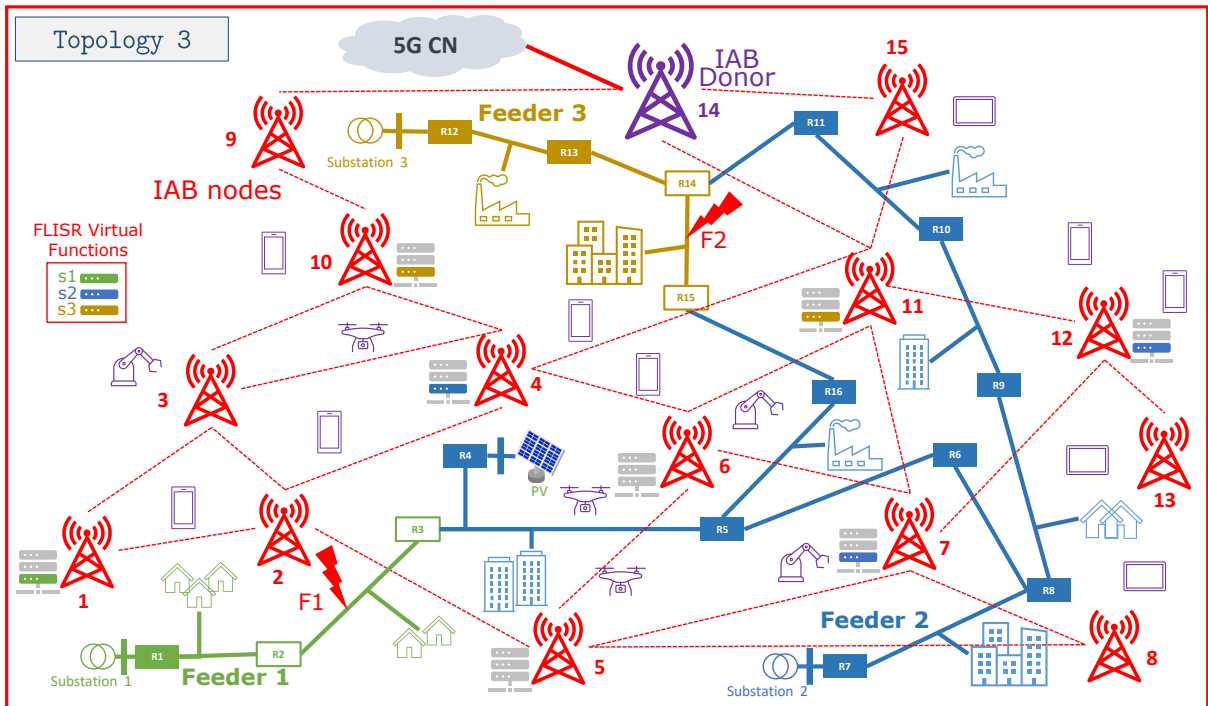 Topology 3
5G CN
IAB
Donor
14
15
9
Feeder 3
R12
R13
Substation 3
R11
R14
IAB nodes
F2
R10
FLISR Virtual
Functions
s1
s2
s3
10
R15
11
12
3
4
R16
R9
R4
PV
6
R6
13
R3
R5
7
1
2
F1
R8
R1
R2
Feeder 1
Substation 1
5
Feeder 2
R7
Substation 2
8